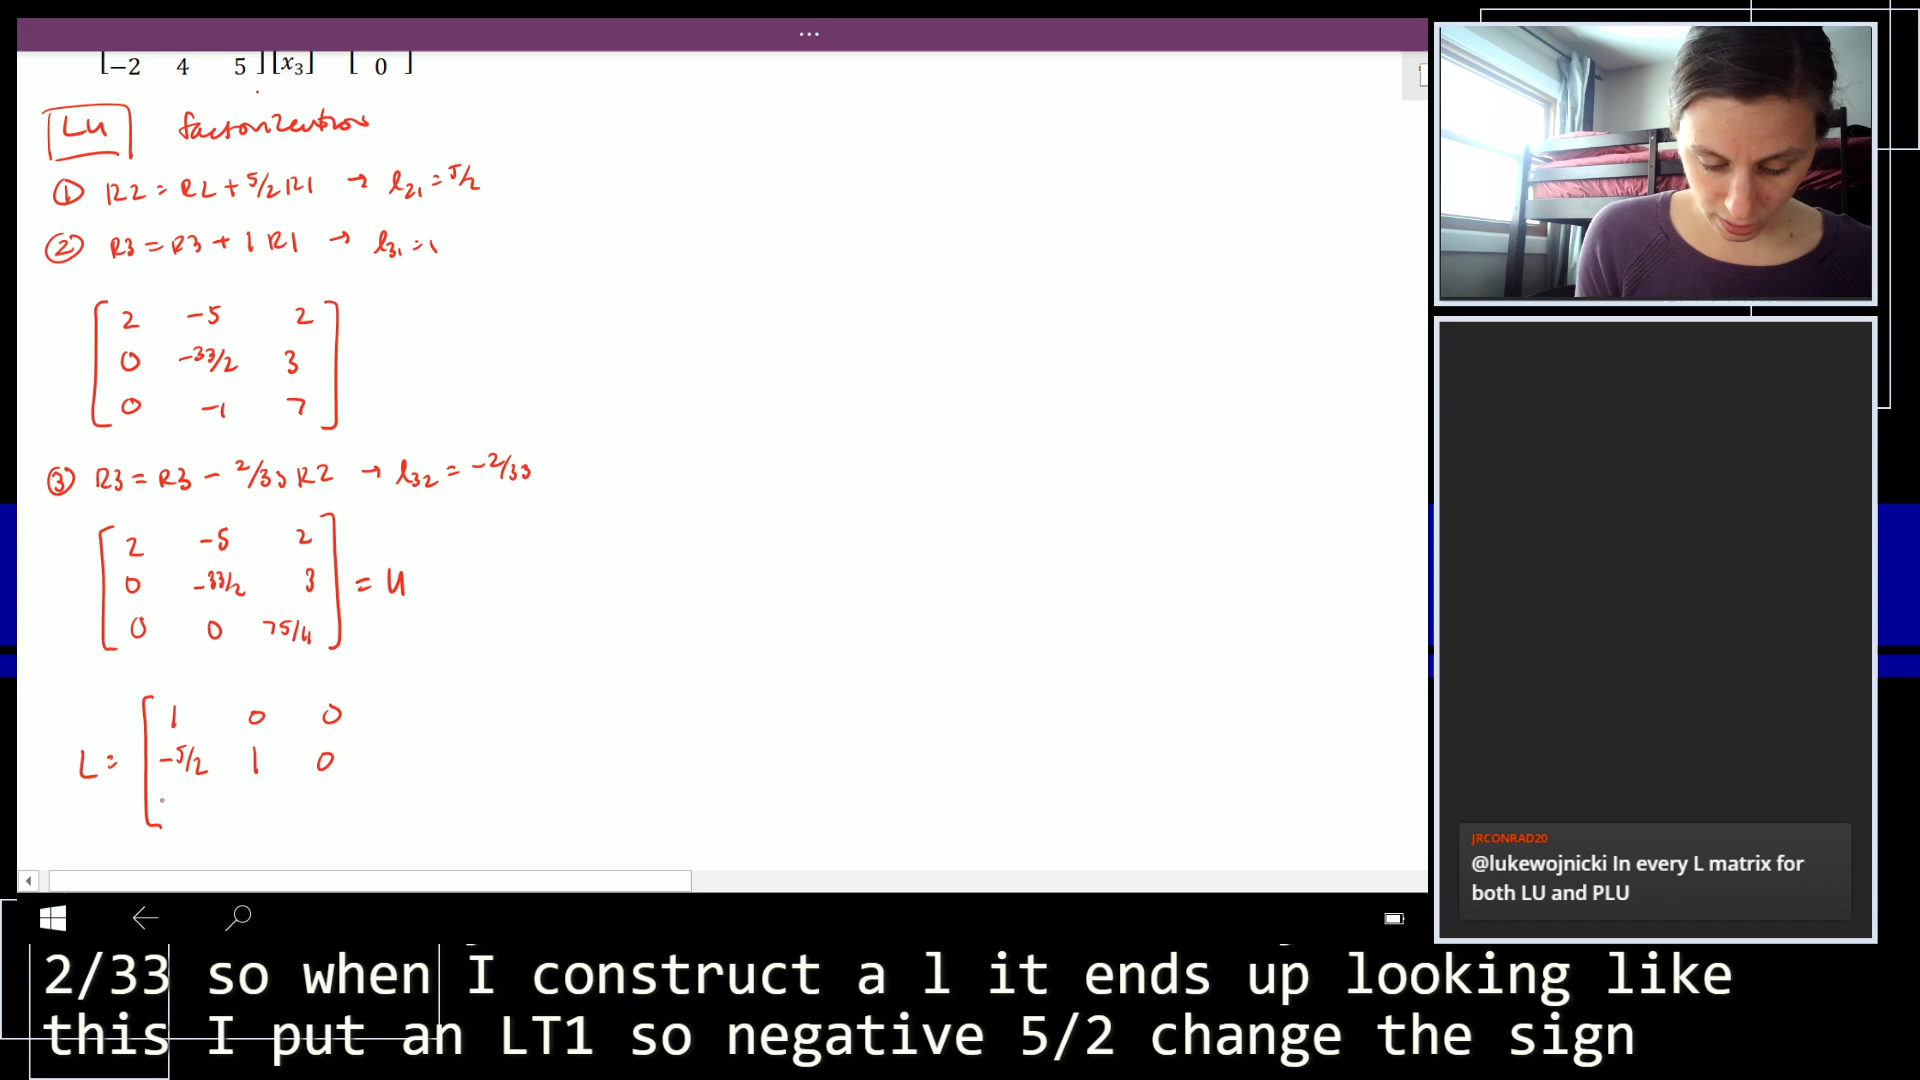 ...
[-2 4 5] [x₃] [0]
LU factorization
① R2 = R2 + 5/2 R1 → l₂₁ = 5/2
② R3 = R3 + 1 R1 → l₃₁ = 1
[2 -5 2
0 -33/2 3
0 -1 7]
③ R3 = R3 - 2/33 R2 → l₃₂ = -2/33
[2 -5 2
0 -33/2 3 = U
0 0 75/11]
1 0 0
L = -5/2 1 0
JRCONRAD20
@lukewojnicki In every L matrix for
both LU and PLU
2/33 so when I construct a l it ends up looking like
this I put an LT1 so negative 5/2 change the sign